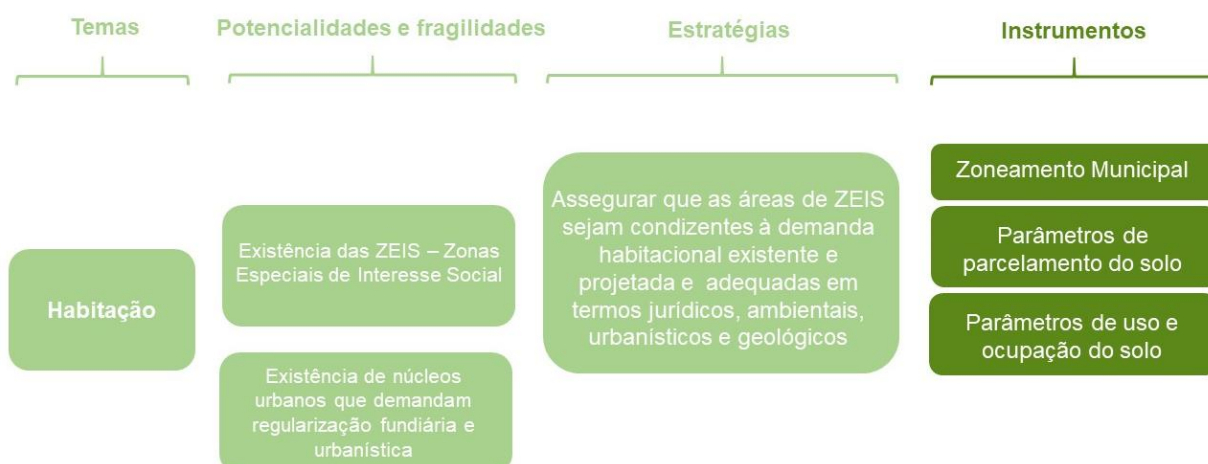 Temas
Potencialidades e fragilidades
Estratégias
Instrumentos
Habitação
Existência das ZEIS – Zonas
Especiais de Interesse Social
Existência de núcleos
urbanos que demandam
regularização fundiária e
urbanística
Assegurar que as áreas de ZEIS
sejam condizentes à demanda
habitacional existente e
projetada e adequadas em
termos jurídicos, ambientais,
urbanísticos e geológicos
Zoneamento Municipal
Parâmetros de
parcelamento do solo
Parâmetros de uso e
ocupação do solo